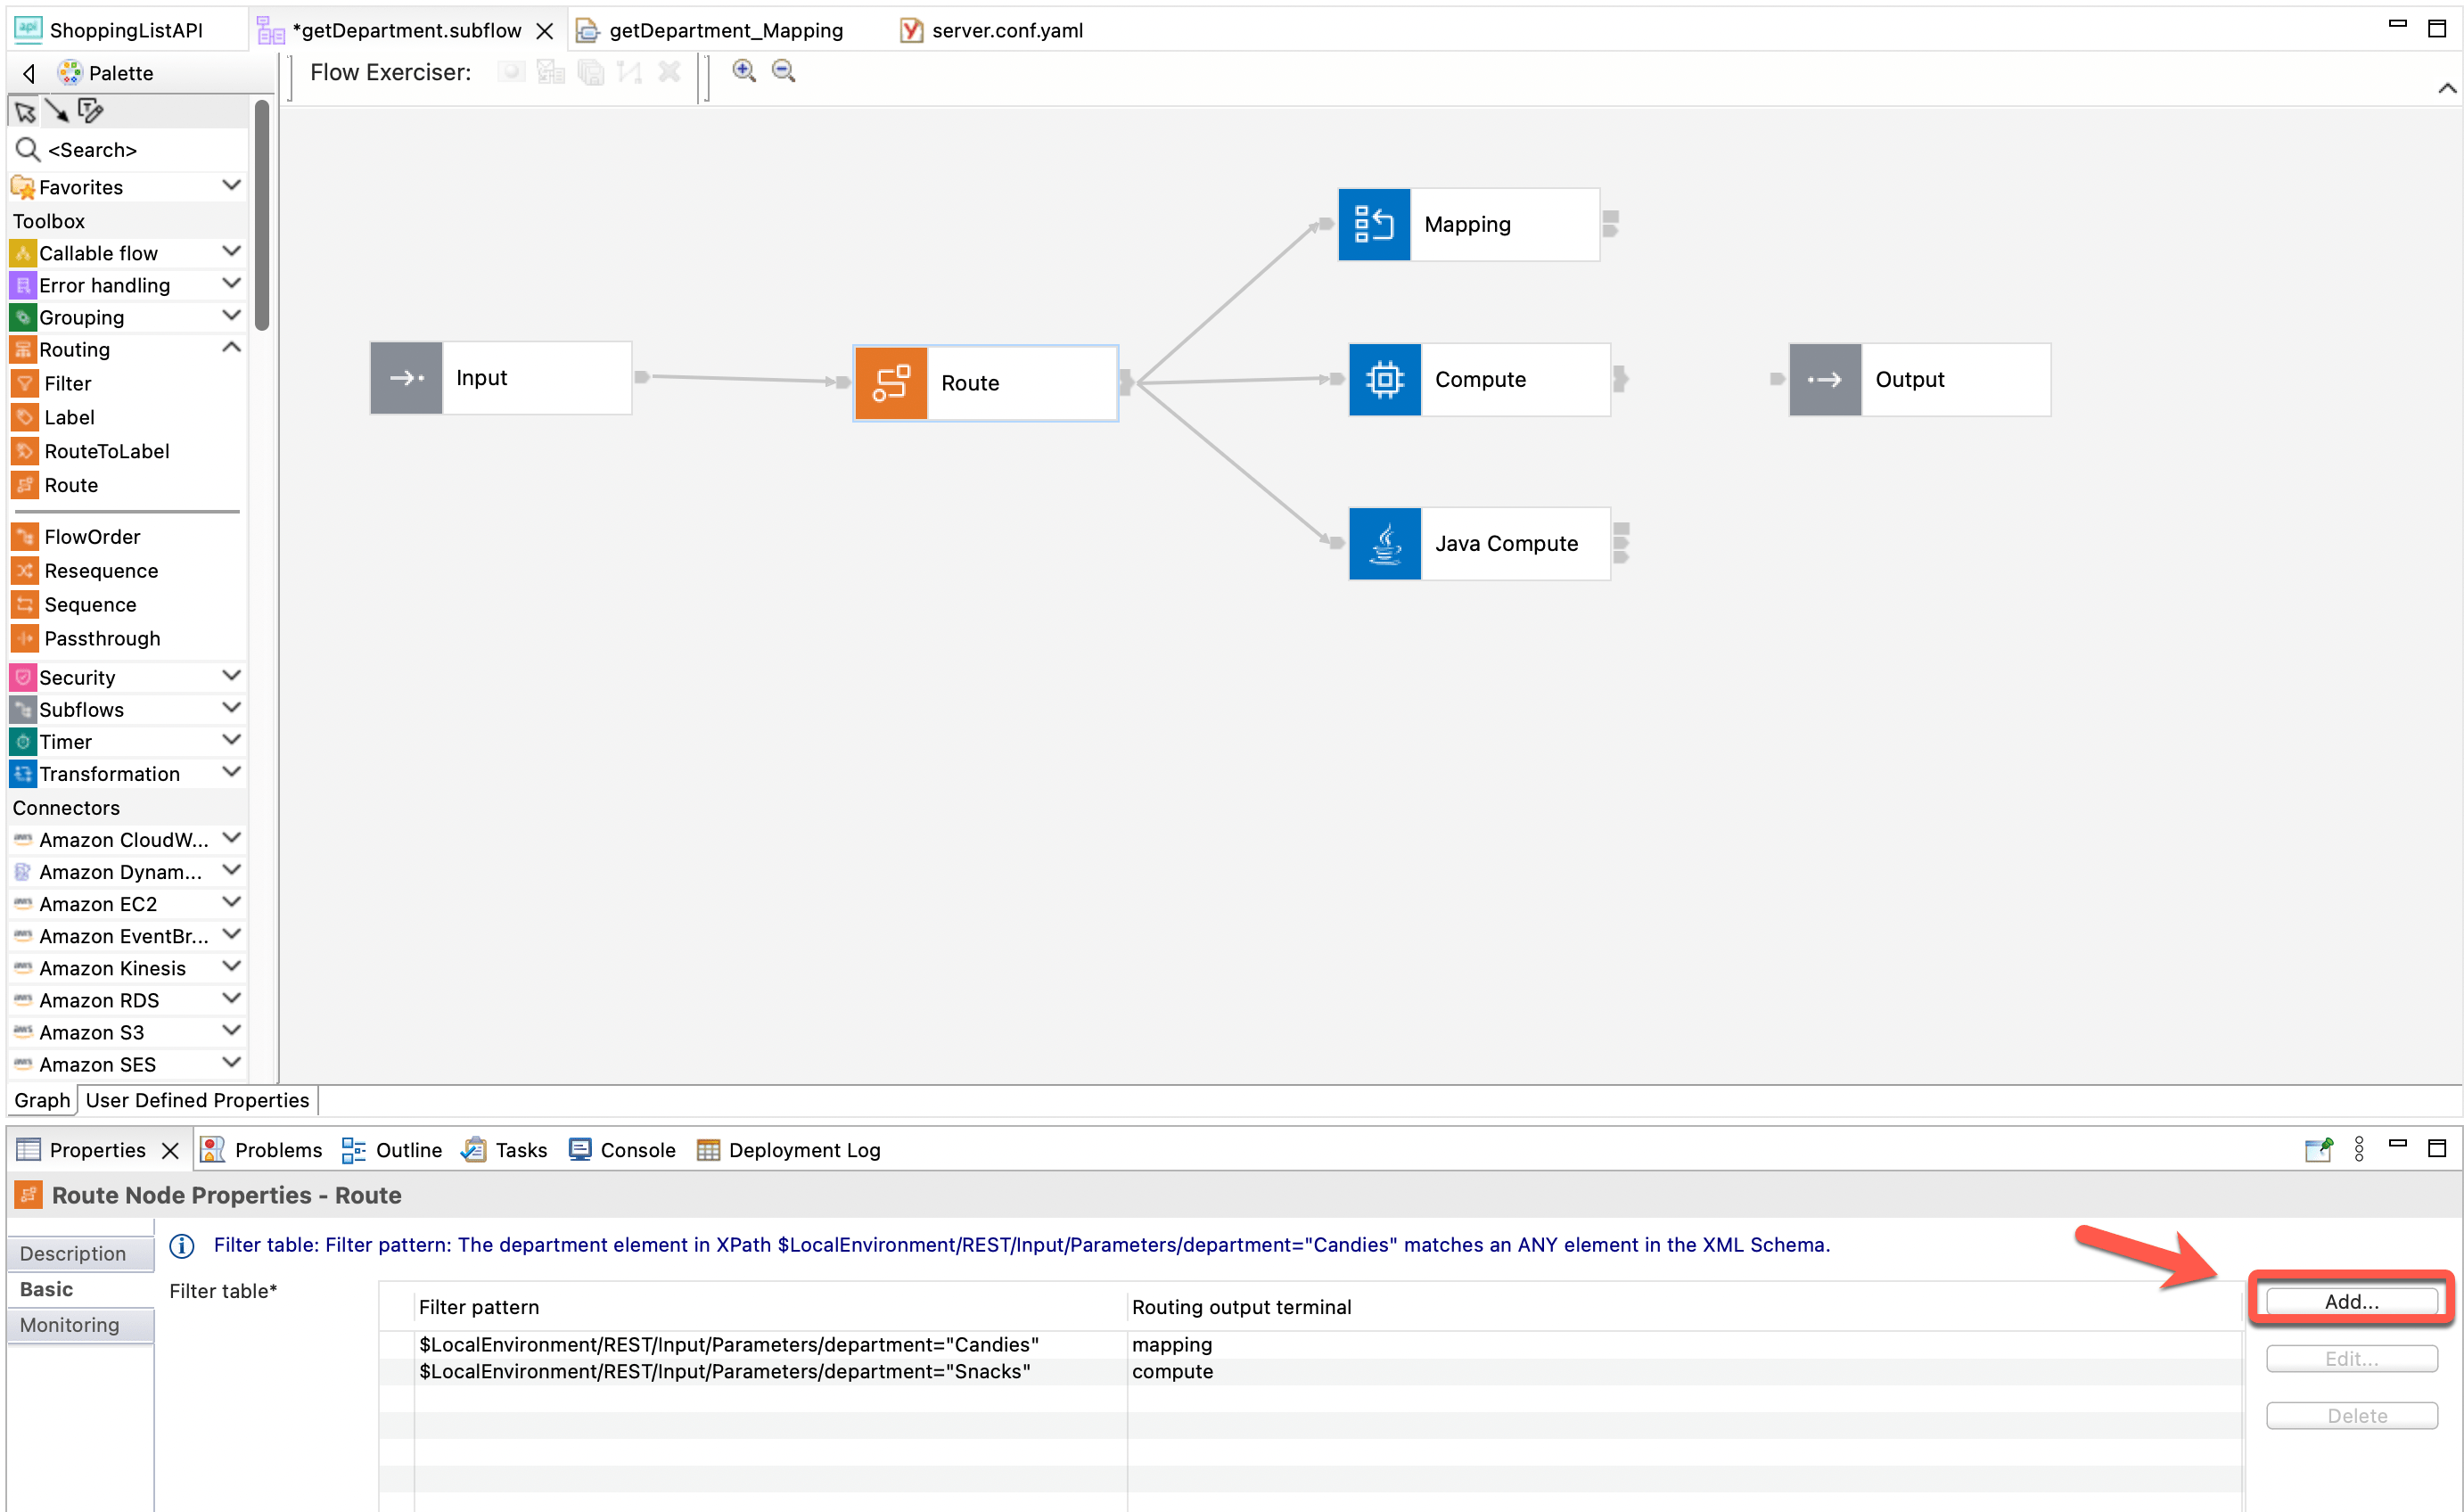 ShoppingListAPI
*getDepartment.subflow
getDepartment_Mapping
server.conf.yaml
Palette
Flow Exerciser:
<Search>
Favorites
Toolbox
Callable flow
Error handling
Grouping
Routing
Filter
Label
RouteToLabel
Route
FlowOrder
Resequence
Sequence
Passthrough
Security
Subflows
Timer
Transformation
Connectors
Amazon CloudW...
Amazon Dynam...
Amazon EC2
Amazon EventBr...
Amazon Kinesis
Amazon RDS
Amazon S3
Amazon SES
Input
Route
Mapping
Compute
Java Compute
Output
Graph
User Defined Properties
Properties
Problems
Outline
Tasks
Console
Deployment Log
Route Node Properties - Route
Description
Basic
Monitoring
Filter table: Filter pattern: The department element in XPath $LocalEnvironment/REST/Input/Parameters/department="Candies" matches an ANY element in the XML Schema.
Filter table*
Filter pattern
Routing output terminal
$LocalEnvironment/REST/Input/Parameters/department="Candies"
mapping
$LocalEnvironment/REST/Input/Parameters/department="Snacks"
compute
Add...
Edit...
Delete